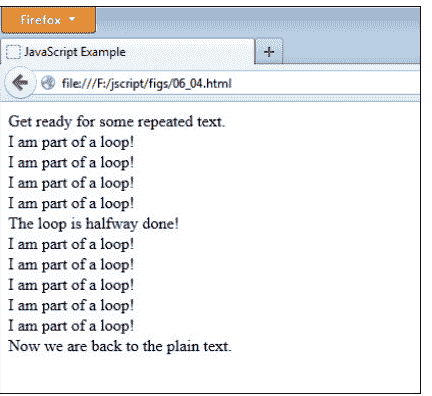 Firefox
JavaScript Example
+
file:///F:/jscript/figs/06_04.html
Get ready for some repeated text.
I am part of a loop!
I am part of a loop!
I am part of a loop!
I am part of a loop!
The loop is halfway done!
I am part of a loop!
I am part of a loop!
I am part of a loop!
I am part of a loop!
I am part of a loop!
Now we are back to the plain text.